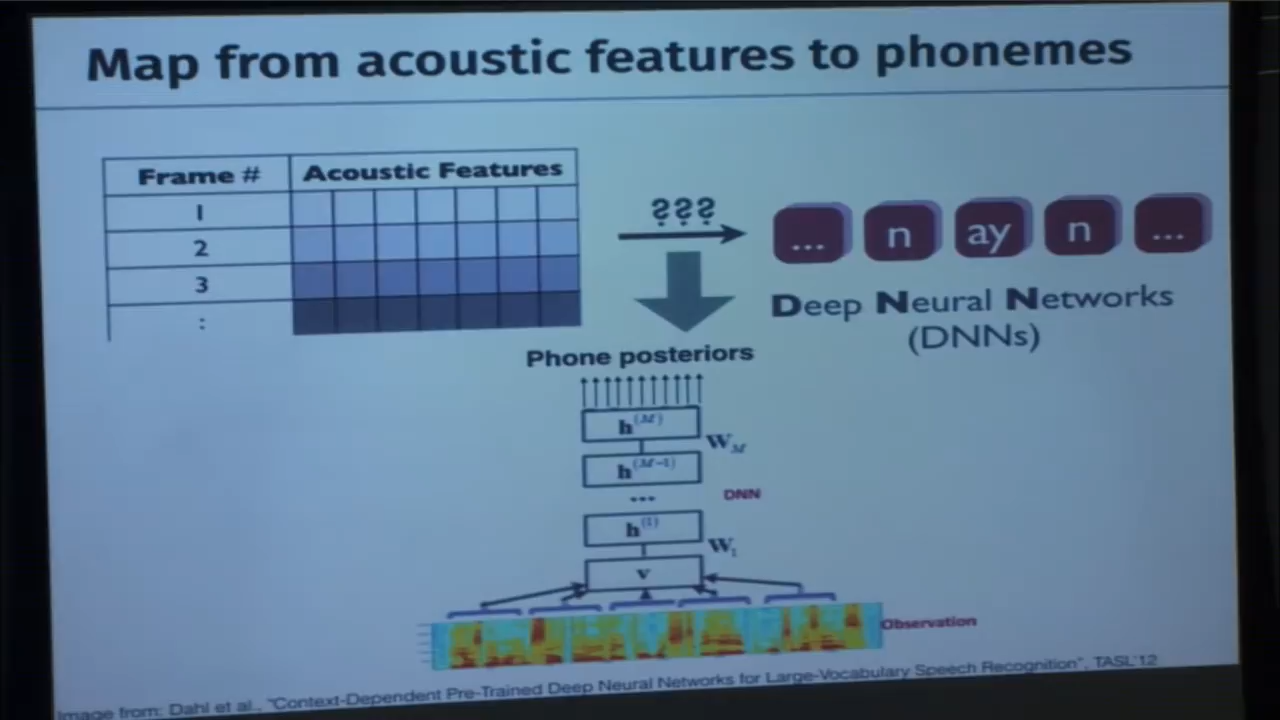 Map from acoustic features to phonemes
Frame # Acoustic Features
1
2
3
:
???
... n ay n ...
Deep Neural Networks
(DNNs)
Phone posteriors
h(M)
WM
h(M-1)
...
DNN
h(1)
W1
v
Observation
Image from: Dahl et al., "Context-Dependent Pre-Trained Deep Neural Networks for Large-Vocabulary Speech Recognition", TASL'12